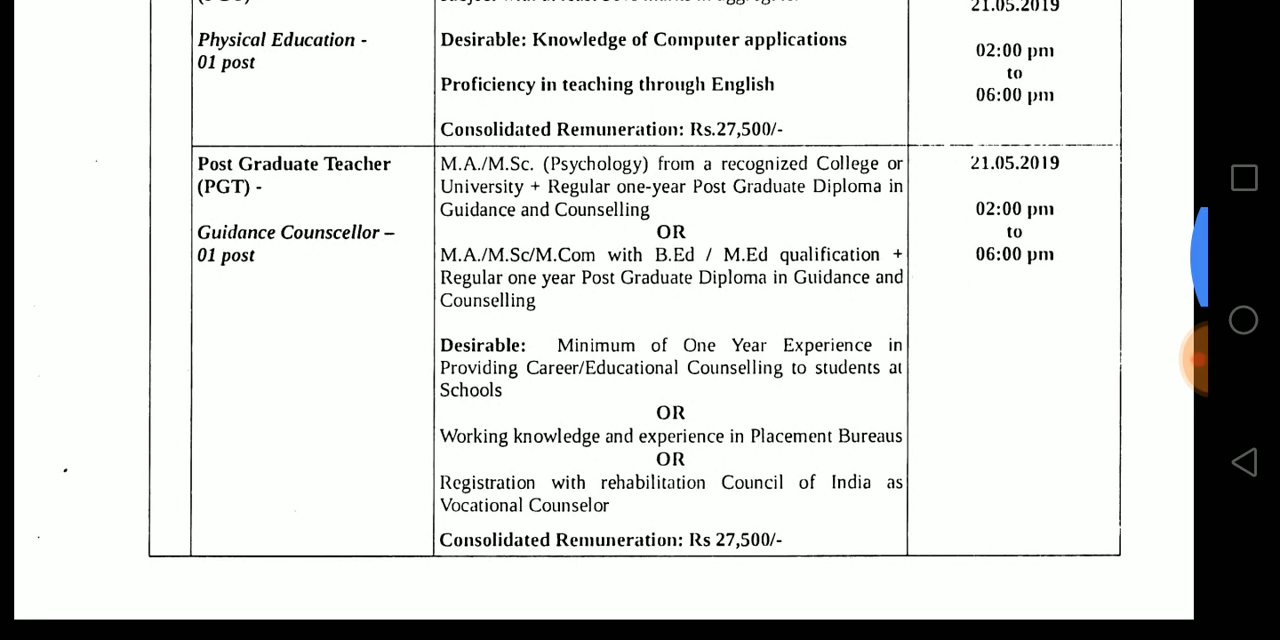 21.05.2019
Physical Education -
01 post
Desirable: Knowledge of Computer applications
Proficiency in teaching through English
Consolidated Remuneration: Rs.27,500/-
02:00 pm
to
06:00 pm
Post Graduate Teacher
(PGT) -
Guidance Counscellor –
01 post
M.A./M.Sc. (Psychology) from a recognized College or
University + Regular one-year Post Graduate Diploma in
Guidance and Counselling
OR
M.A./M.Sc/M.Com with B.Ed / M.Ed qualification +
Regular one year Post Graduate Diploma in Guidance and
Counselling
Desirable: Minimum of One Year Experience in
Providing Career/Educational Counselling to students at
Schools
OR
Working knowledge and experience in Placement Bureaus
OR
Registration with rehabilitation Council of India as
Vocational Counselor
Consolidated Remuneration: Rs 27,500/-
21.05.2019
02:00 pm
to
06:00 pm